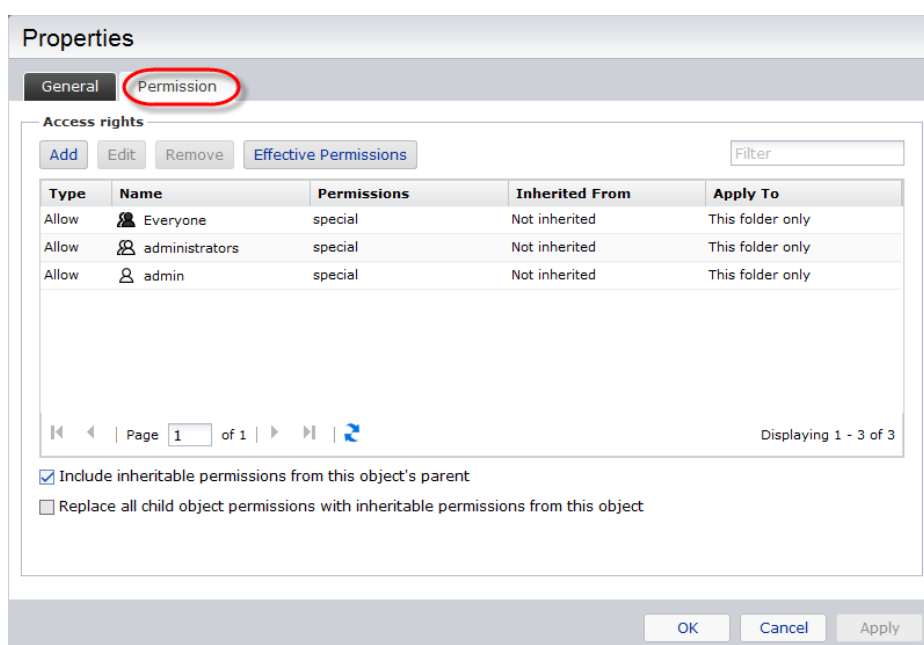 Properties
General Permission
Access rights
Add Edit Remove Effective Permissions Filter
Type Name Permissions Inherited From Apply To
Allow Everyone special Not inherited This folder only
Allow administrators special Not inherited This folder only
Allow admin special Not inherited This folder only
Page 1 of 1 Displaying 1 - 3 of 3
Include inheritable permissions from this object's parent
Replace all child object permissions with inheritable permissions from this object
OK Cancel Apply